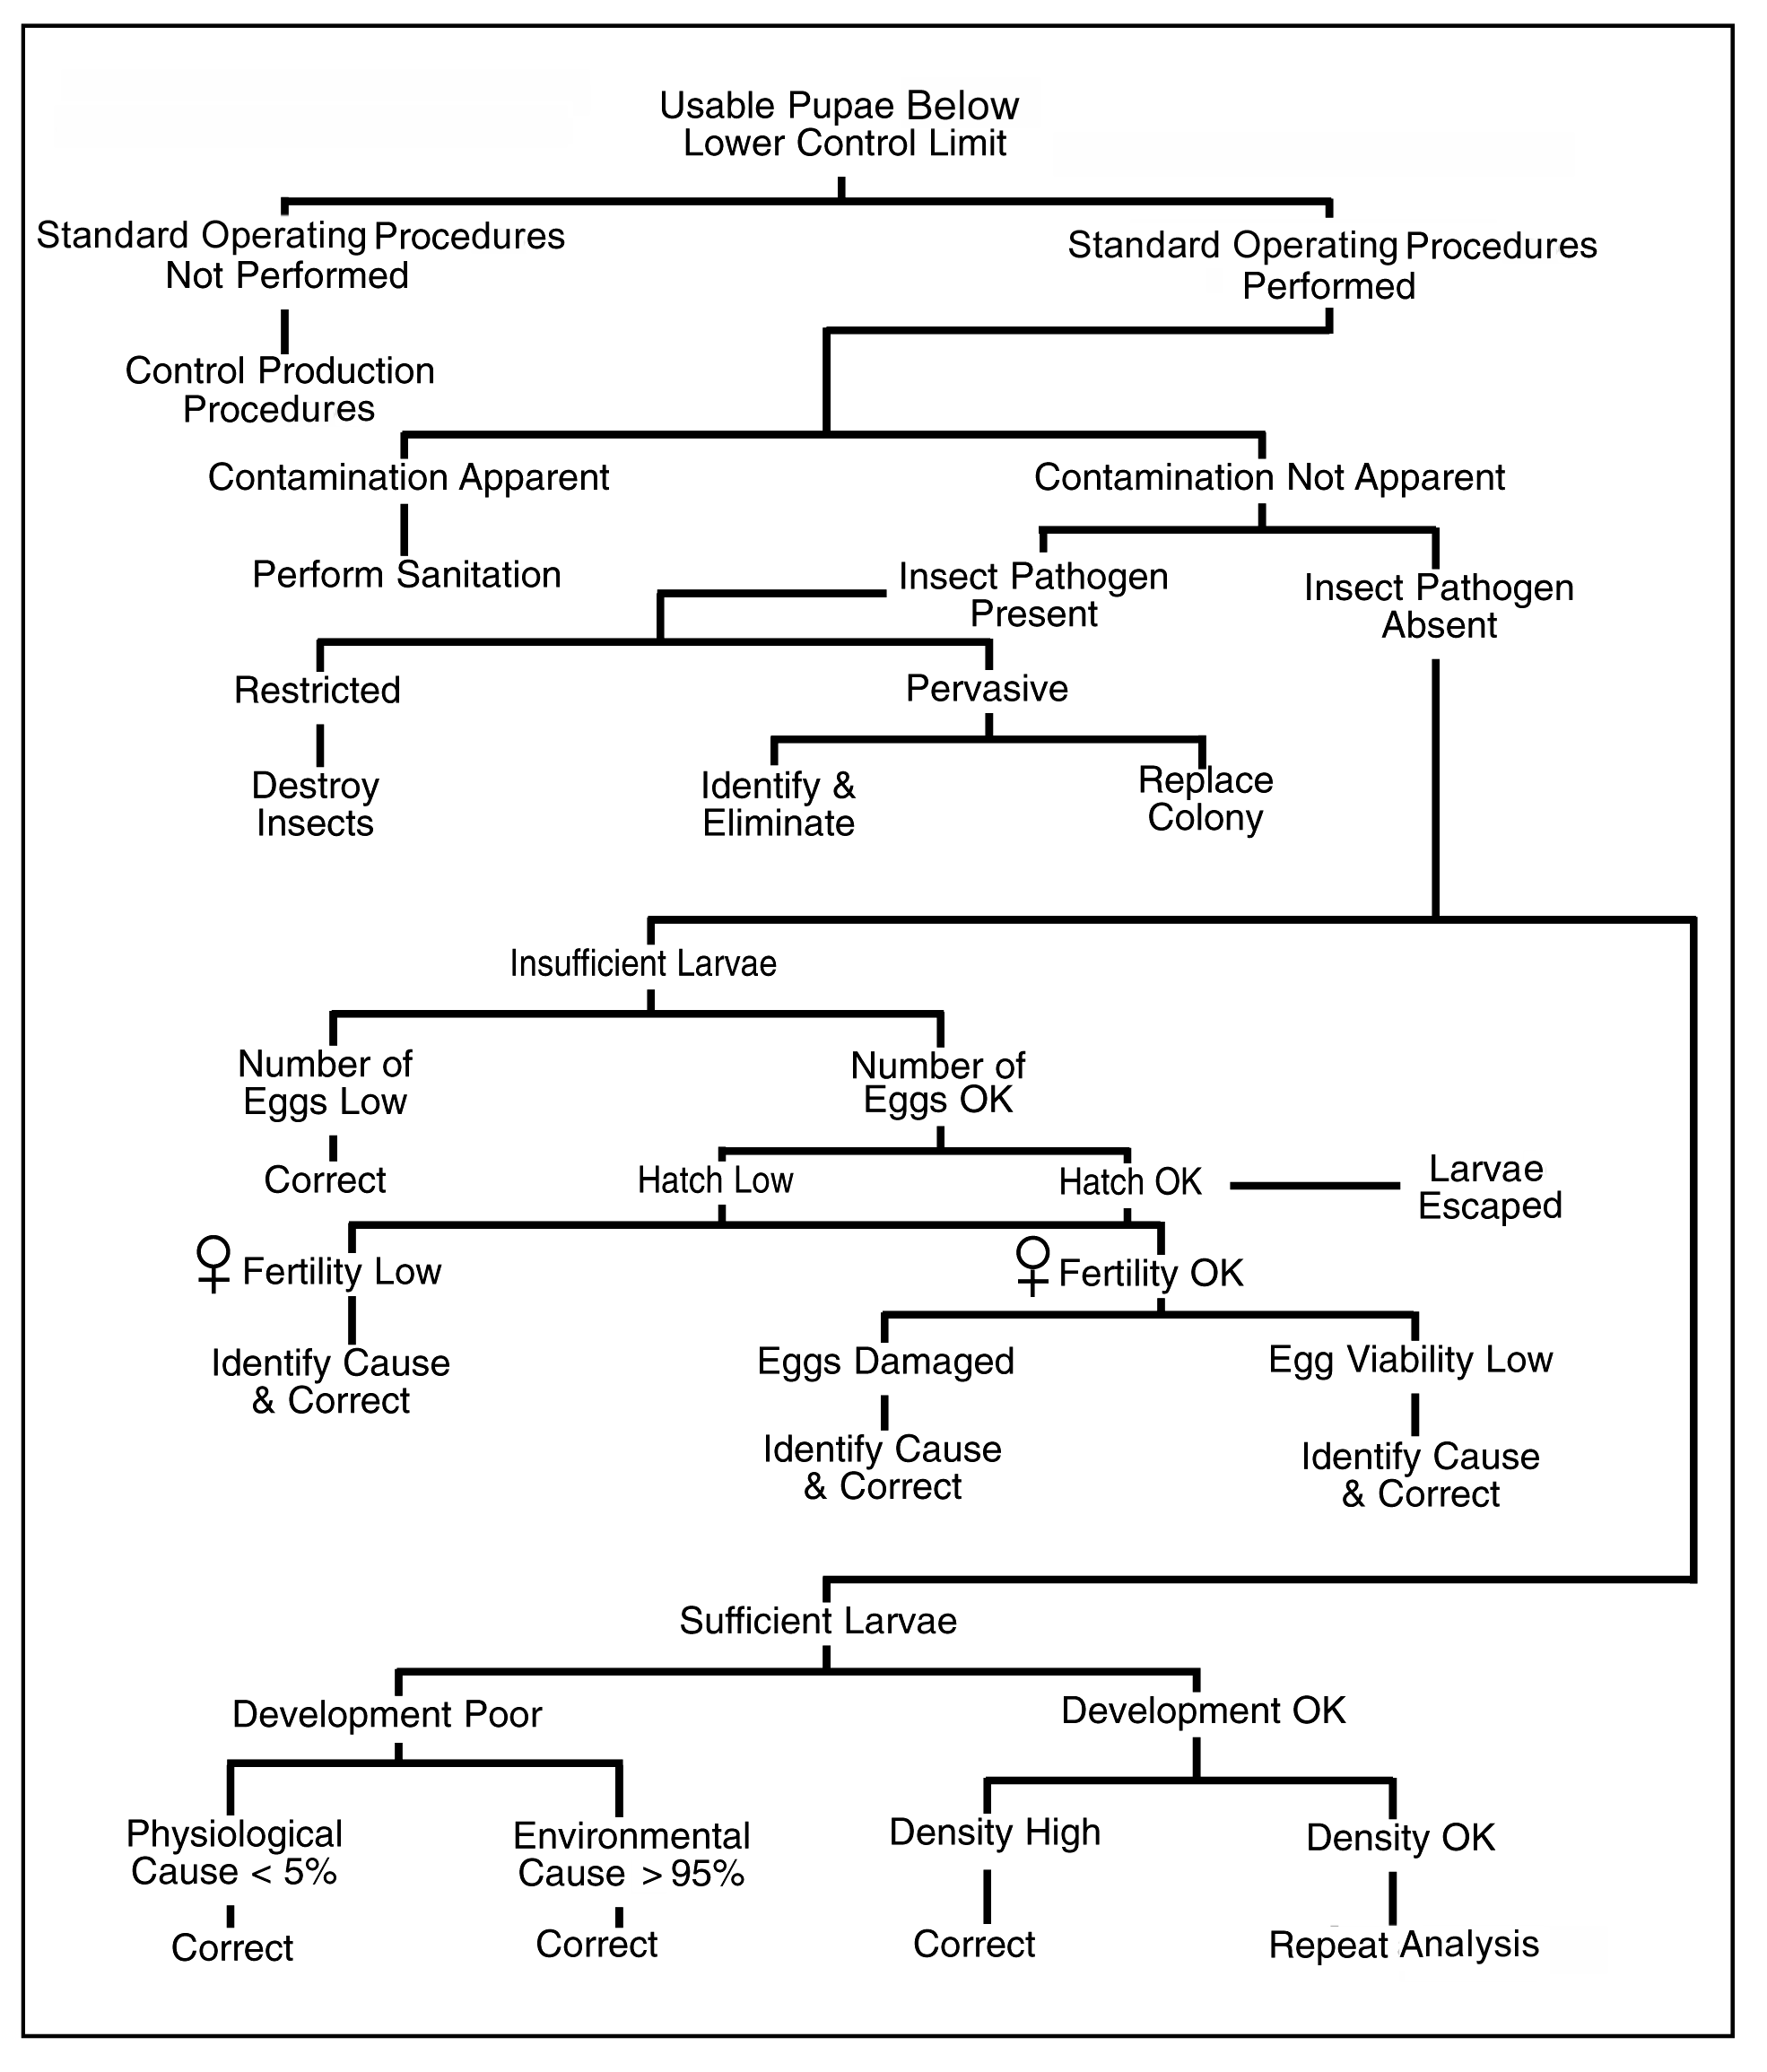 Usable Pupae Below
Lower Control Limit
Standard Operating Procedures
Not Performed
Standard Operating Procedures
Performed
Control Production
Procedures
Contamination Apparent
Contamination Not Apparent
Perform Sanitation
Insect Pathogen
Present
Insect Pathogen
Absent
Restricted
Pervasive
Destroy
Insects
Identify &
Eliminate
Replace
Colony
Insufficient Larvae
Number of
Eggs Low
Number of
Eggs OK
Correct
Hatch Low
Hatch OK
Larvae
Escaped
♀ Fertility Low
♀ Fertility OK
Identify Cause
& Correct
Eggs Damaged
Egg Viability Low
Identify Cause
& Correct
Identify Cause
& Correct
Sufficient Larvae
Development Poor
Development OK
Physiological
Cause < 5%
Environmental
Cause > 95%
Density High
Density OK
Correct
Correct
Correct
Repeat Analysis